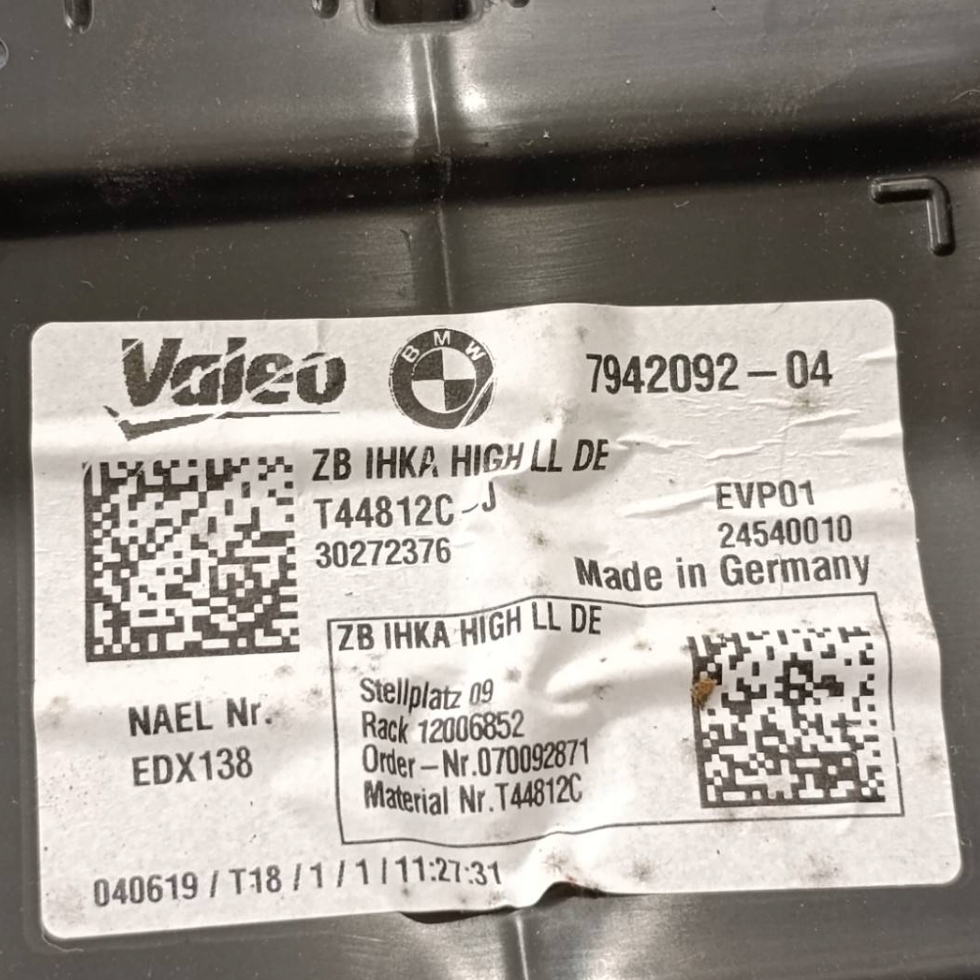 Valeo BMW 7942092-04
ZB IHKA HIGH LL DE
T44812C-J EVP01
30272376 24540010
Made in Germany
ZB IHKA HIGH LL DE
Stellplatz 09
Rack 12006852
Order-Nr.070092871
Material Nr.T44812C
NAEL Nr.
EDX138
040619 / T18 / 1 / 1 / 11:27:31